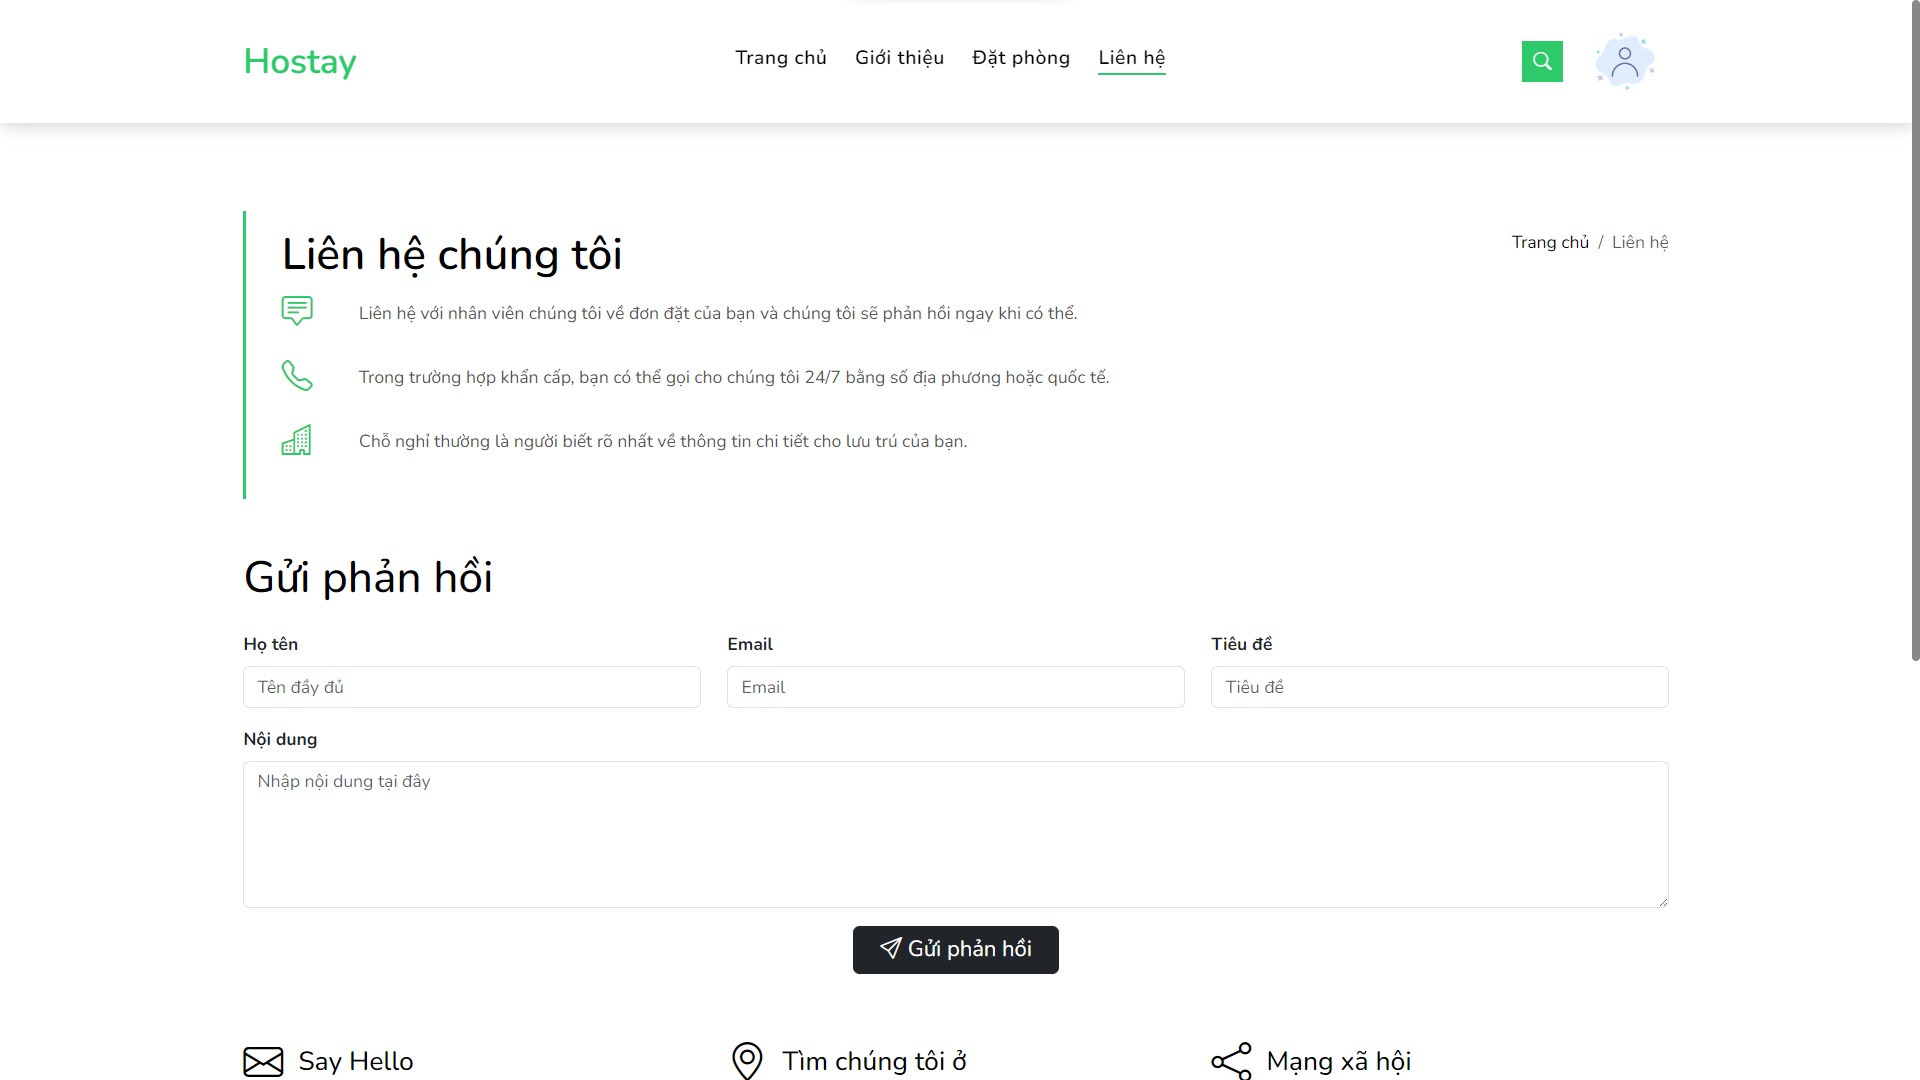 Hostay
Trang chủ
Giới thiệu
Đặt phòng
Liên hệ
Liên hệ chúng tôi
Trang chủ / Liên hệ
Liên hệ với nhân viên chúng tôi về đơn đặt của bạn và chúng tôi sẽ phản hồi ngay khi có thể.
Trong trường hợp khẩn cấp, bạn có thể gọi cho chúng tôi 24/7 bằng số địa phương hoặc quốc tế.
Chỗ nghỉ thường là người biết rõ nhất về thông tin chi tiết cho lưu trú của bạn.
Gửi phản hồi
Họ tên
Tên đầy đủ
Email
Email
Tiêu đề
Tiêu đề
Nội dung
Nhập nội dung tại đây
Gửi phản hồi
Say Hello
Tìm chúng tôi ở
Mạng xã hội